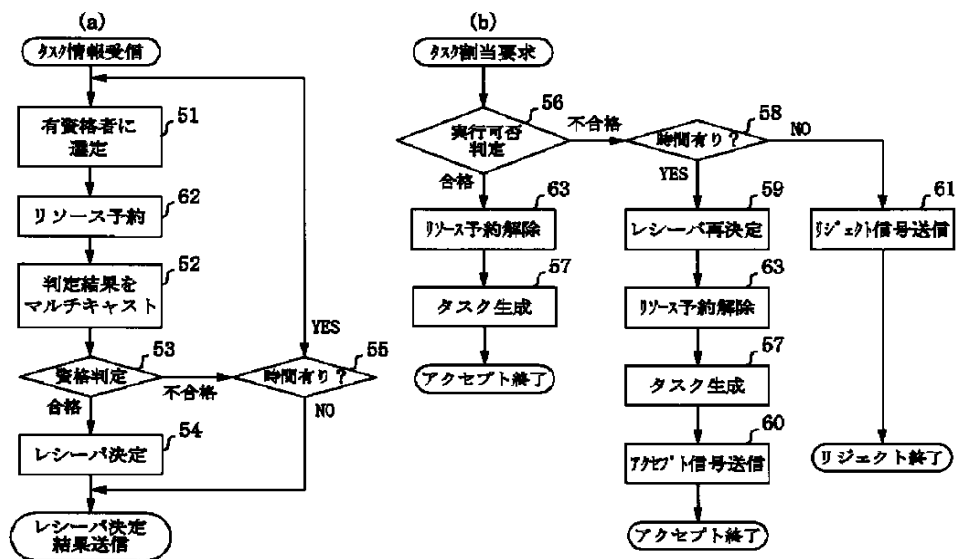 (a)
タスク情報受信
51
有資格者に
選定
62
リソース予約
52
判定結果を
マルチキャスト
53
資格判定
不合格
合格
55
時間有り?
YES
NO
54
レシーバ決定
レシーバ決定
結果送信
(b)
タスク割当要求
56
実行可否
判定
不合格
合格
58
時間有り?
NO
YES
63
リソース予約解除
57
タスク生成
アクセプト終了
59
レシーバ再決定
63
リソース予約解除
57
タスク生成
60
アクセプト信号送信
アクセプト終了
61
リジェクト信号送信
リジェクト終了